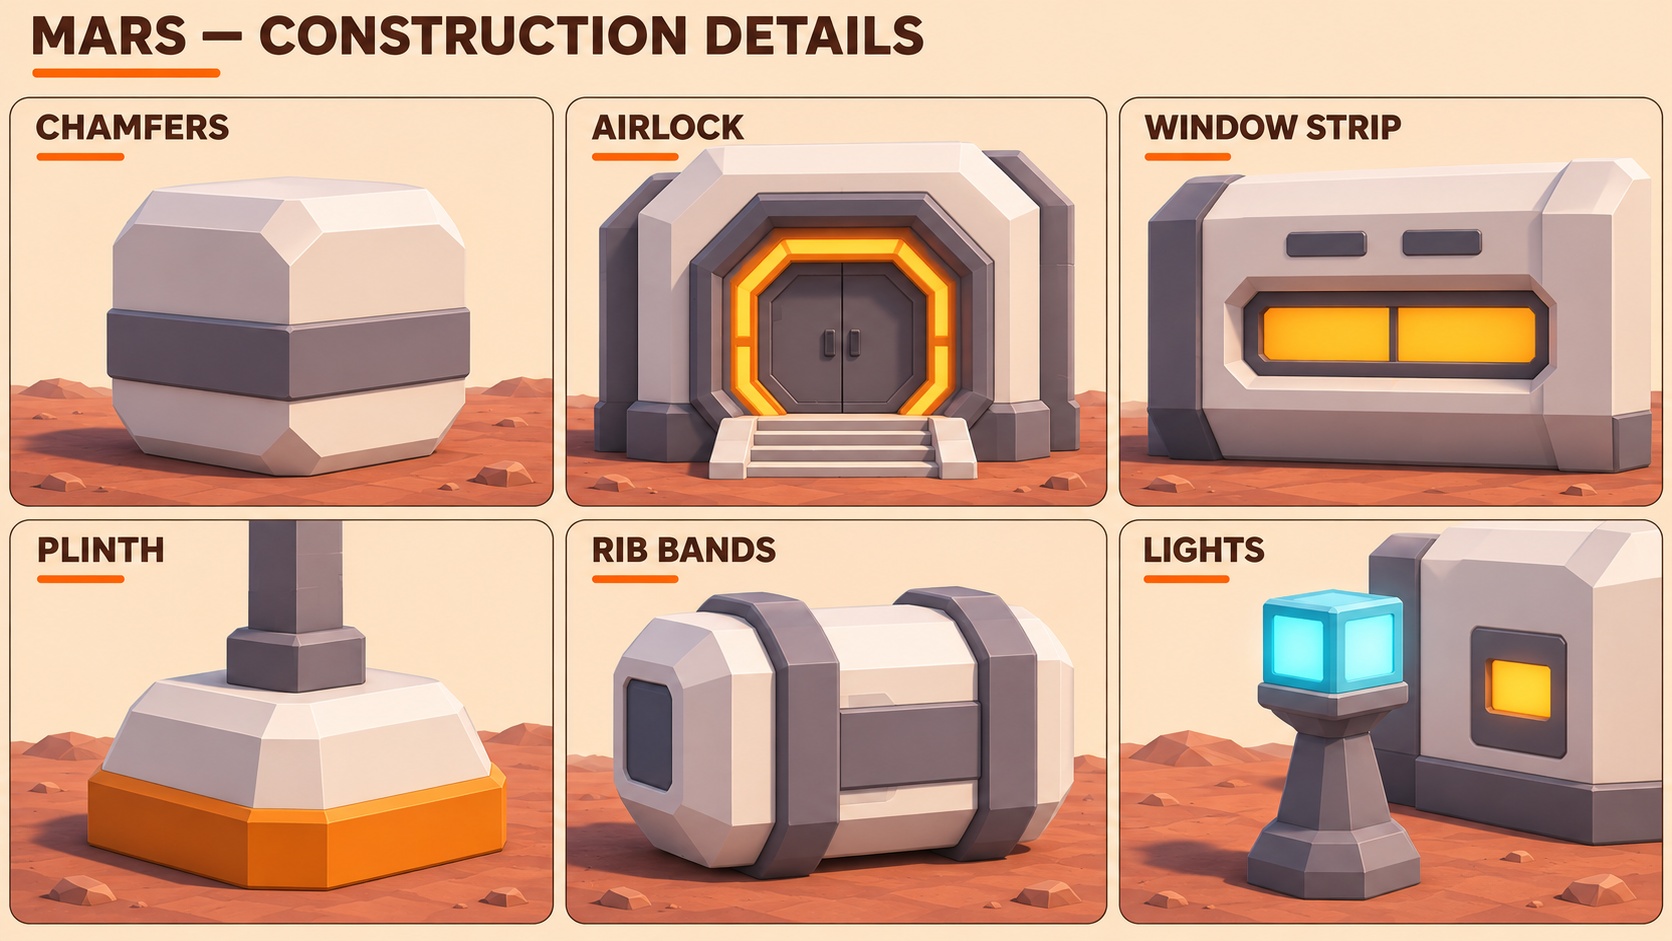 MARS — CONSTRUCTION DETAILS
CHAMFERS
AIRLOCK
WINDOW STRIP
PLINTH
RIB BANDS
LIGHTS